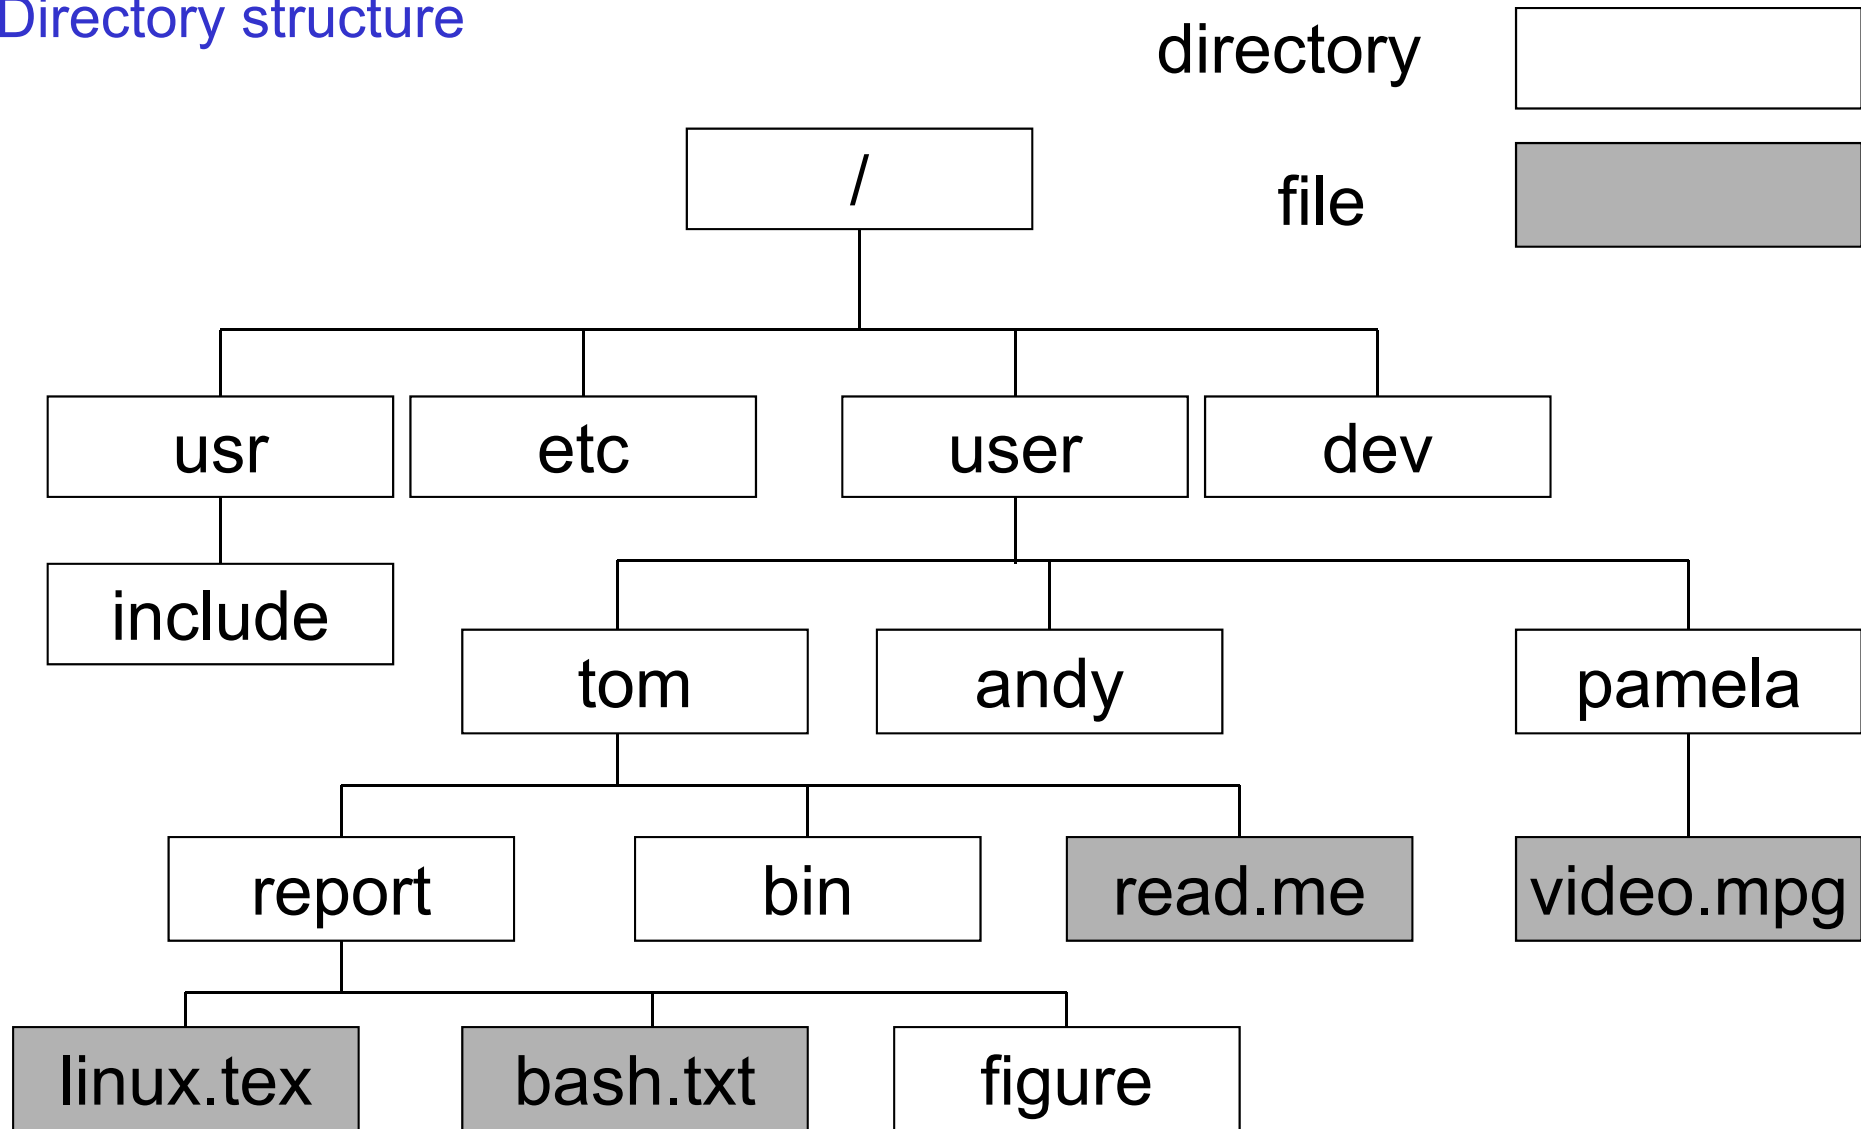 Directory structure
directory
/
file
usr etc user dev
include
tom andy pamela
report bin read.me video.mpg
linux.tex bash.txt figure